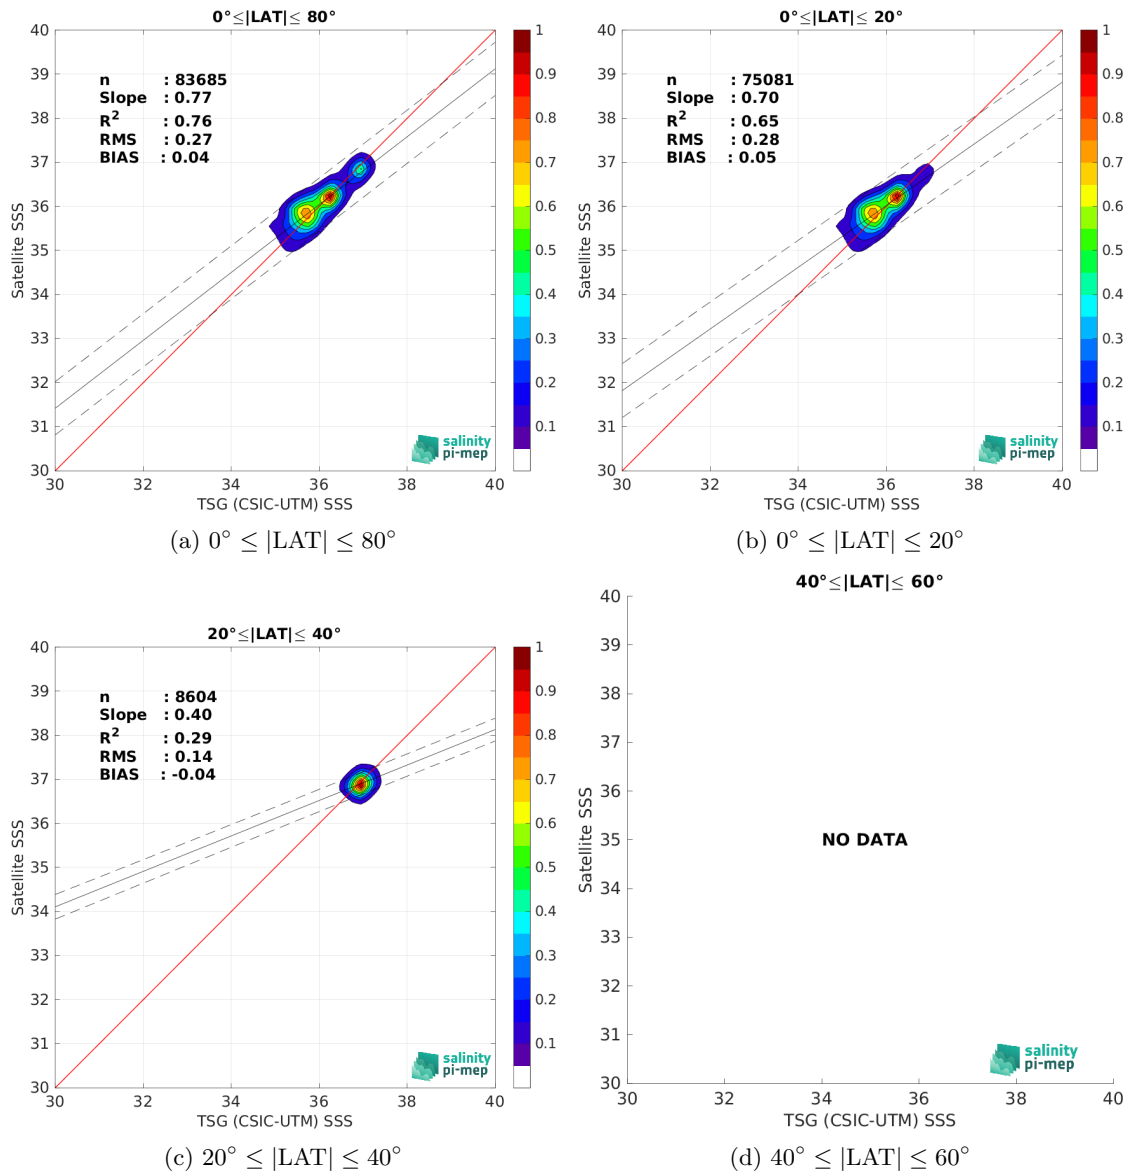 0°≤|LAT|≤ 80°
40
39
38
37
36
35
34
33
32
31
30
Satellite SSS
n : 83685
Slope : 0.77
R² : 0.76
RMS : 0.27
BIAS : 0.04
salinity
pi-mep
30 32 34 36 38 40
TSG (CSIC-UTM) SSS
1
0.9
0.8
0.7
0.6
0.5
0.4
0.3
0.2
0.1
(a) 0° ≤ |LAT| ≤ 80°
0°≤|LAT|≤ 20°
40
39
38
37
36
35
34
33
32
31
30
Satellite SSS
n : 75081
Slope : 0.70
R² : 0.65
RMS : 0.28
BIAS : 0.05
salinity
pi-mep
30 32 34 36 38 40
TSG (CSIC-UTM) SSS
1
0.9
0.8
0.7
0.6
0.5
0.4
0.3
0.2
0.1
(b) 0° ≤ |LAT| ≤ 20°
20°≤|LAT|≤ 40°
40
39
38
37
36
35
34
33
32
31
30
Satellite SSS
n : 8604
Slope : 0.40
R² : 0.29
RMS : 0.14
BIAS : -0.04
salinity
pi-mep
30 32 34 36 38 40
TSG (CSIC-UTM) SSS
1
0.9
0.8
0.7
0.6
0.5
0.4
0.3
0.2
0.1
(c) 20° ≤ |LAT| ≤ 40°
40°≤|LAT|≤ 60°
40
39
38
37
36
35
34
33
32
31
30
Satellite SSS
NO DATA
salinity
pi-mep
30 32 34 36 38 40
TSG (CSIC-UTM) SSS
(d) 40° ≤ |LAT| ≤ 60°